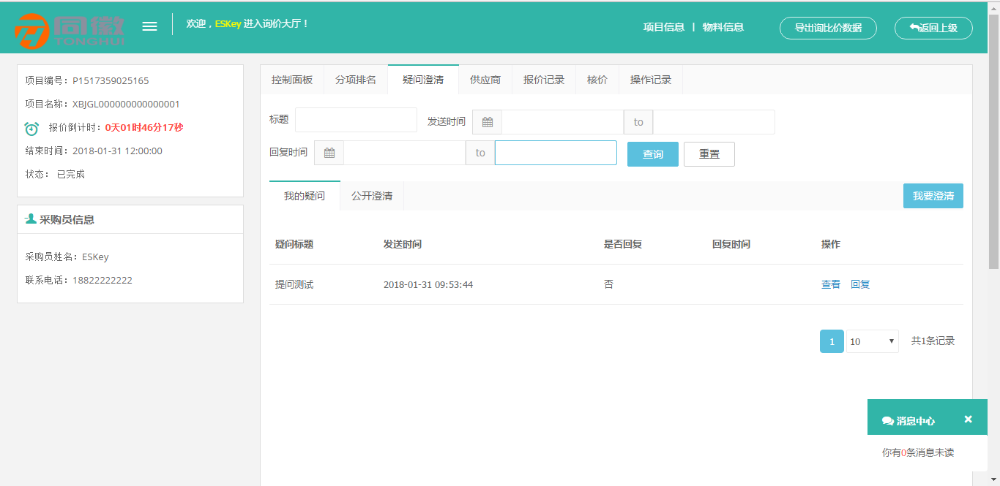 同徽
TONGHUI
欢迎，ESKey 进入询价大厅！
项目信息 | 物料信息
导出询比价数据
返回上级
项目编号：P1517359025165
项目名称：XBJGL000000000000001
报价倒计时：0天01时46分17秒
结束时间：2018-01-31 12:00:00
状态： 已完成
采购员信息
采购员姓名：ESKey
联系电话：18822222222
控制面板 分项排名 疑问澄清 供应商 报价记录 核价 操作记录
标题 发送时间 to
回复时间 to 查询 重置
我的疑问 公开澄清 我要澄清
疑问标题 发送时间 是否回复 回复时间 操作
提问测试 2018-01-31 09:53:44 否 查看 回复
1 10 共1条记录
消息中心 ×
你有0条消息未读